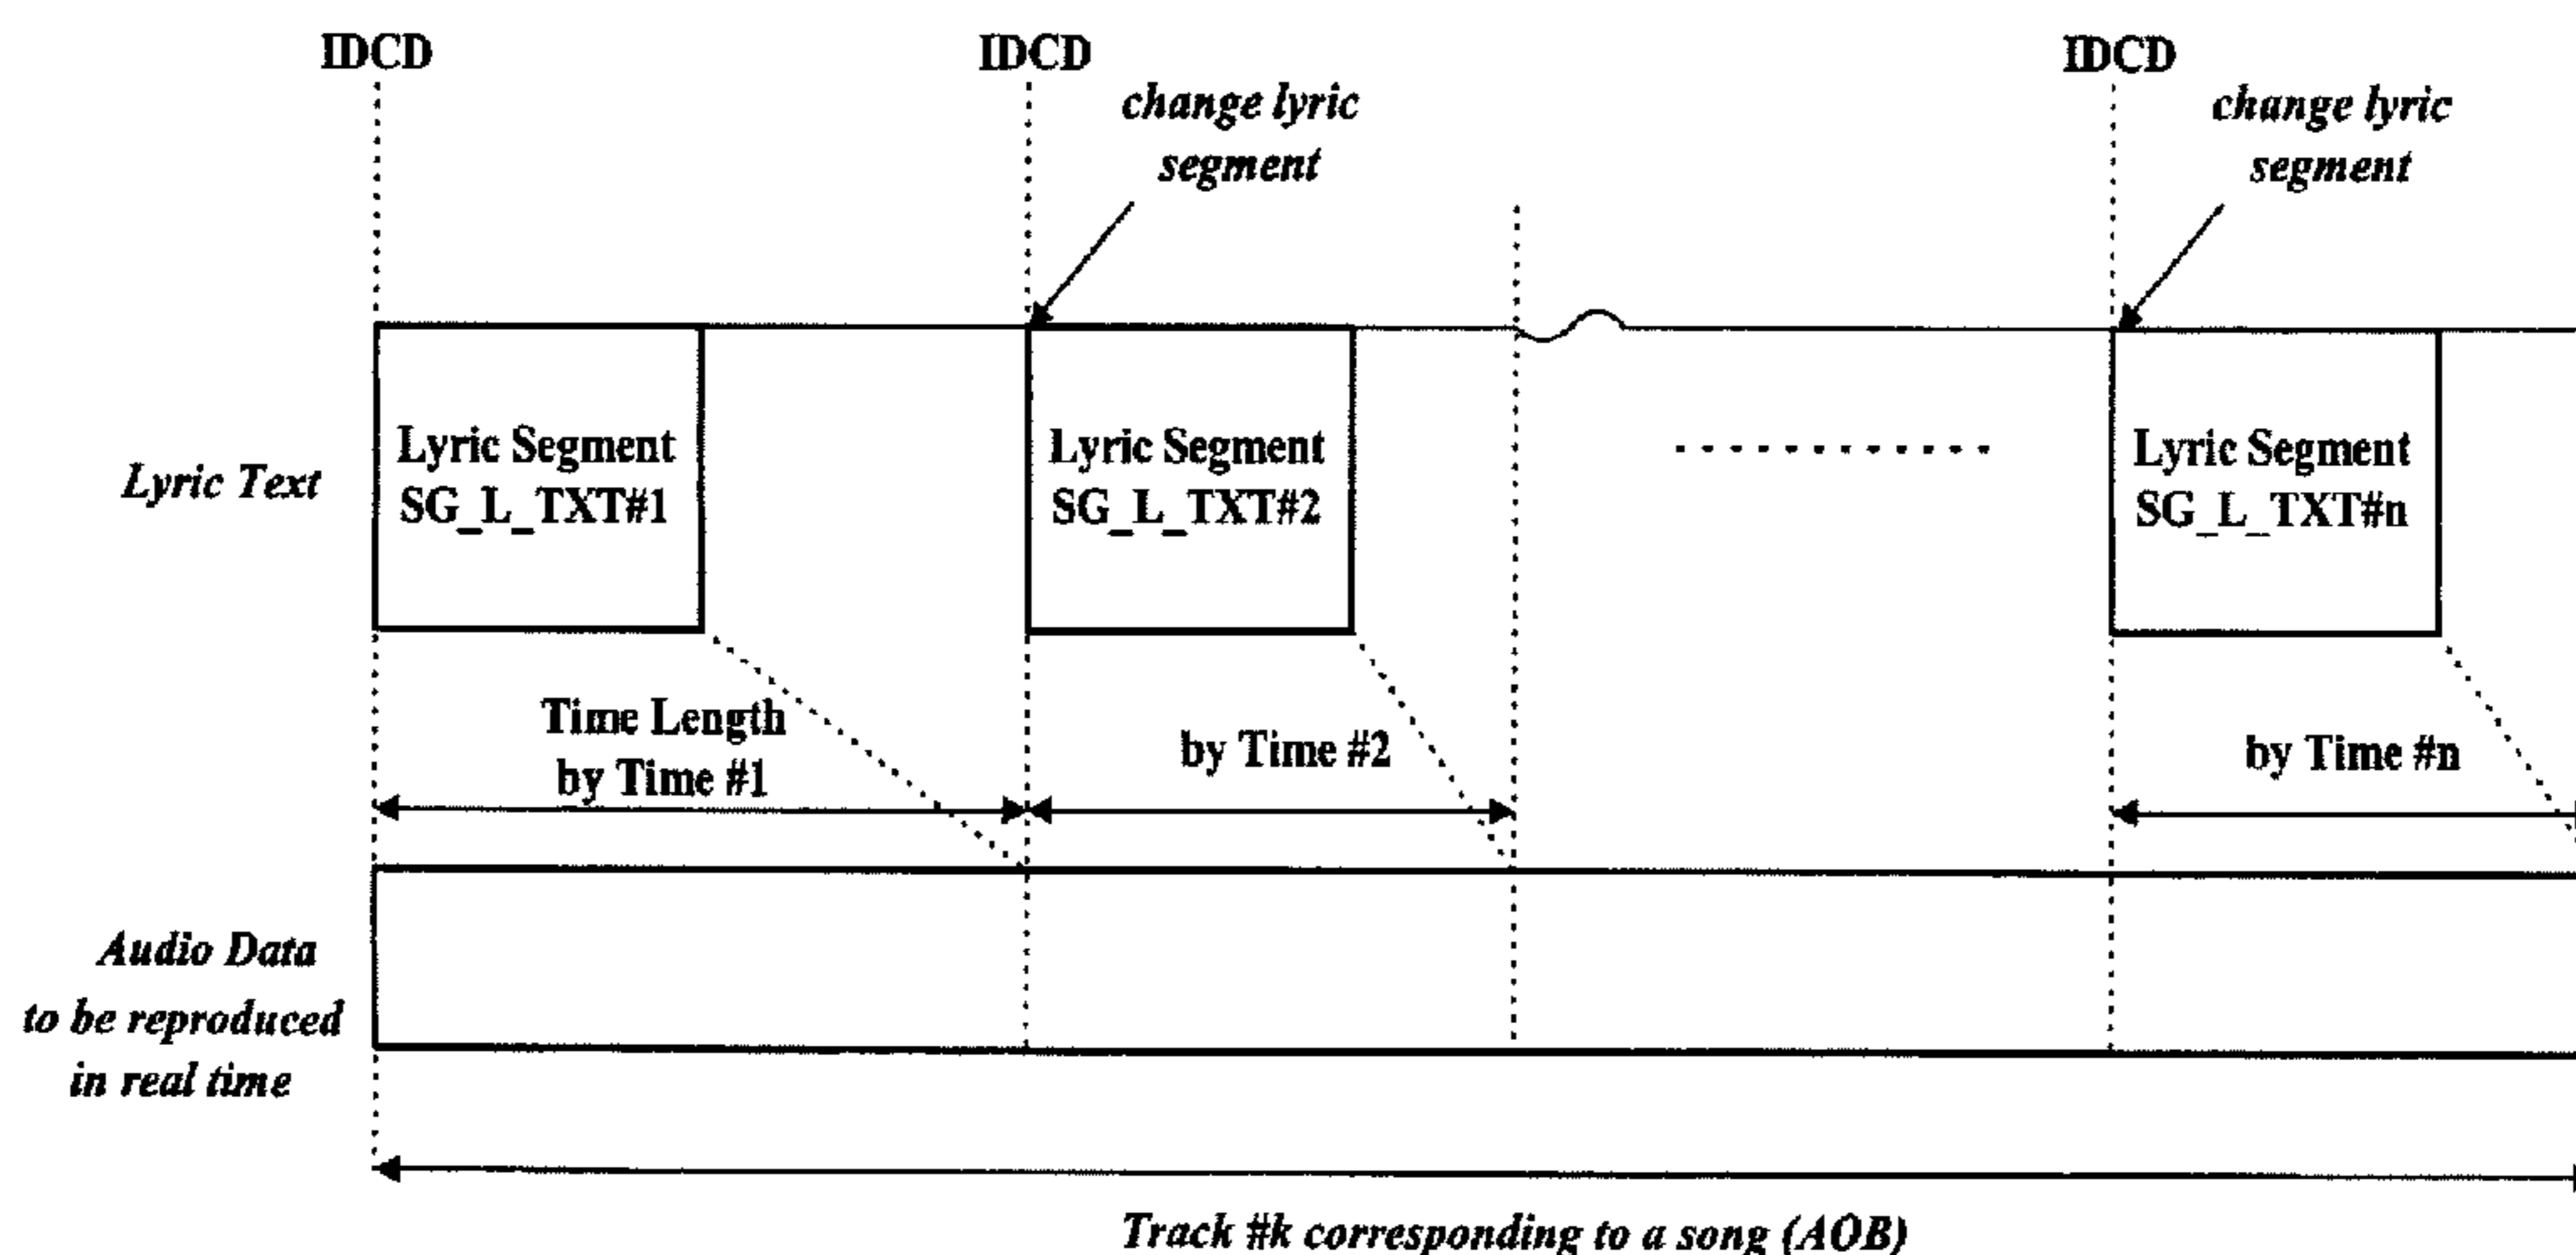 IDCD
IDCD
IDCD
change lyric
segment
change lyric
segment
Lyric Text
Lyric Segment
SG_L_TXT#1
Lyric Segment
SG_L_TXT#2
Lyric Segment
SG_L_TXT#n
Time Length
by Time #1
by Time #2
by Time #n
Audio Data
to be reproduced
in real time
Track #k corresponding to a song (AOB)